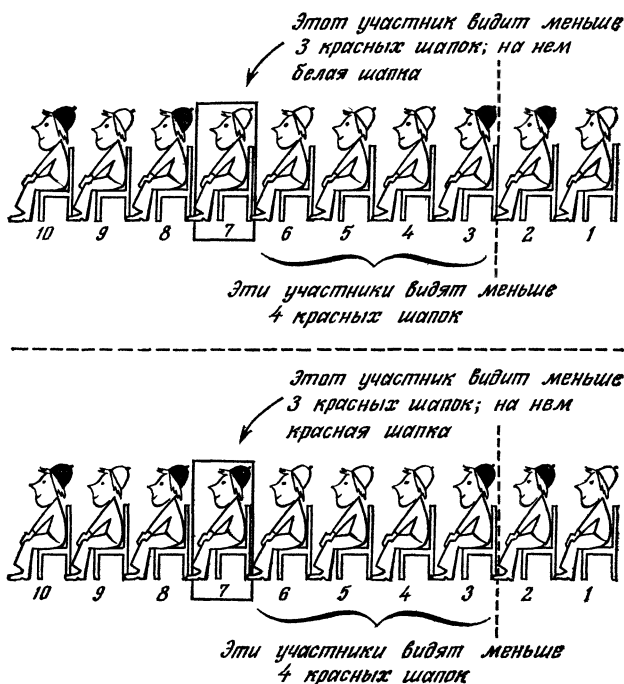 Этот участник видит меньше
3 красных шапок; на нем
белая шапка
10 9 8 7 6 5 4 3 2 1
Эти участники видят меньше
4 красных шапок
Этот участник видит меньше
3 красных шапок; на нем
красная шапка
10 9 8 7 6 5 4 3 2 1
Эти участники видят меньше
4 красных шапок